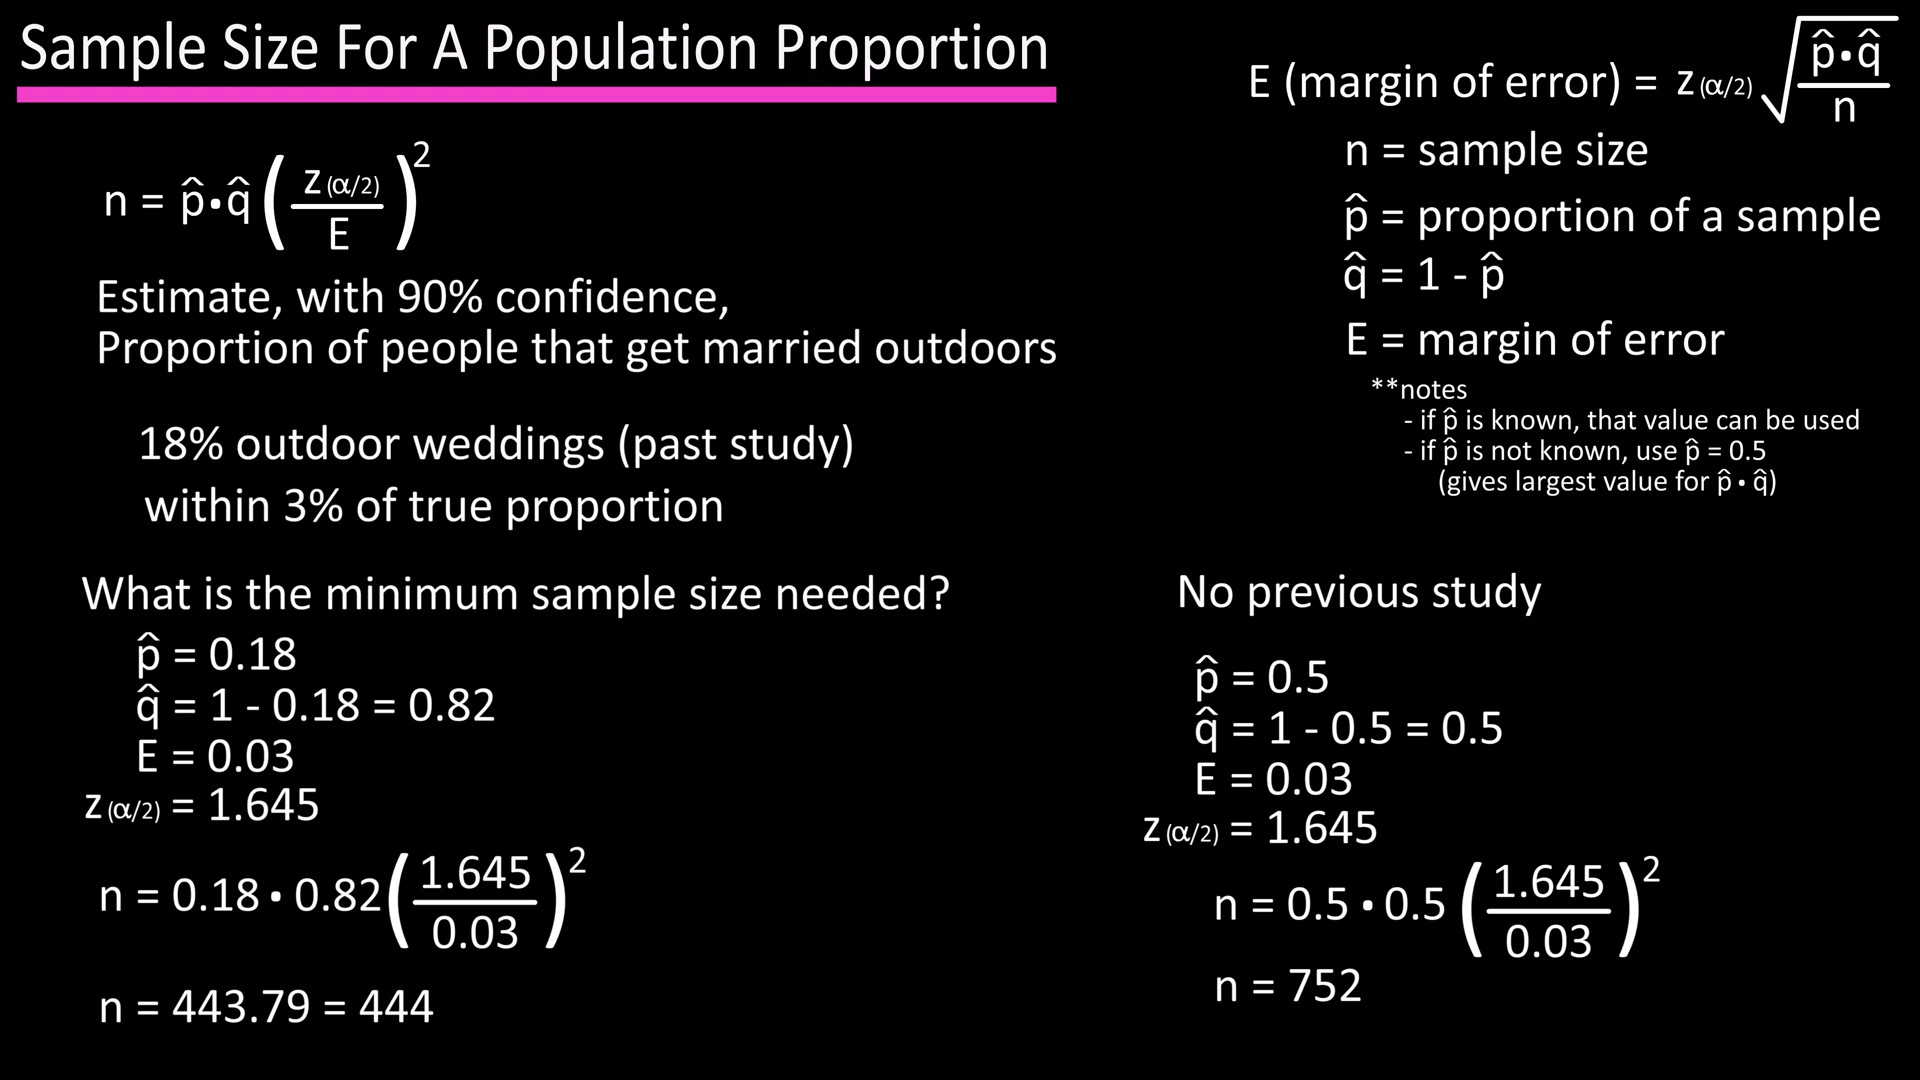 Sample Size For A Population Proportion
n = p̂•q̂ ( z (α/2) / E )²
Estimate, with 90% confidence,
Proportion of people that get married outdoors
18% outdoor weddings (past study)
within 3% of true proportion
What is the minimum sample size needed?
p̂ = 0.18
q̂ = 1 - 0.18 = 0.82
E = 0.03
z (α/2) = 1.645
n = 0.18 • 0.82 ( 1.645 / 0.03 )²
n = 443.79 = 444
E (margin of error) = z (α/2) √( p̂•q̂ / n )
n = sample size
p̂ = proportion of a sample
q̂ = 1 - p̂
E = margin of error
**notes
- if p̂ is known, that value can be used
- if p̂ is not known, use p̂ = 0.5
(gives largest value for p̂ • q̂)
No previous study
p̂ = 0.5
q̂ = 1 - 0.5 = 0.5
E = 0.03
z (α/2) = 1.645
n = 0.5 • 0.5 ( 1.645 / 0.03 )²
n = 752